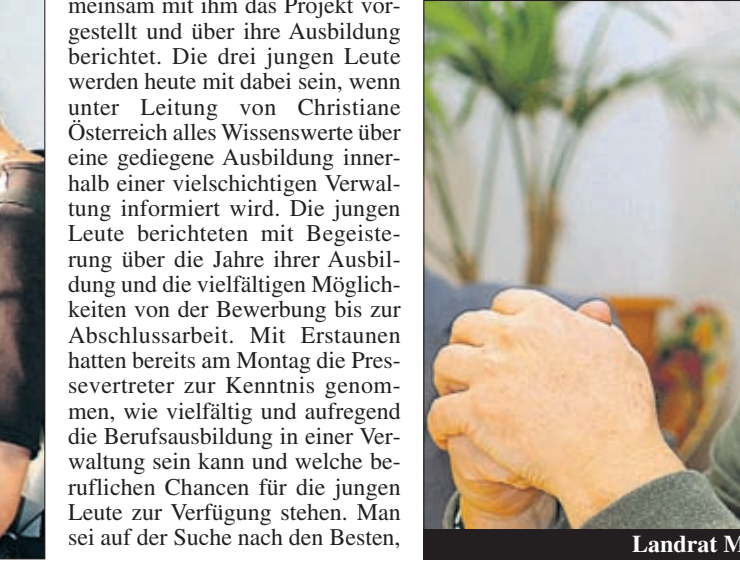 meinsam mit ihm das Projekt vor-
gestellt und über ihre Ausbildung
berichtet. Die drei jungen Leute
werden heute mit dabei sein, wenn
unter Leitung von Christiane
Österreich alles Wissenswerte über
eine gediegene Ausbildung inner-
halb einer vielschichtigen Verwal-
tung informiert wird. Die jungen
Leute berichteten mit Begeiste-
rung über die Jahre ihrer Ausbil-
dung und die vielfältigen Möglich-
keiten von der Bewerbung bis zur
Abschlussarbeit. Mit Erstaunen
hatten bereits am Montag die Pres-
severtreter zur Kenntnis genom-
men, wie vielfältig und aufregend
die Berufsausbildung in einer Ver-
waltung sein kann und welche be-
ruflichen Chancen für die jungen
Leute zur Verfügung stehen. Man
sei auf der Suche nach den Besten,
Landrat M